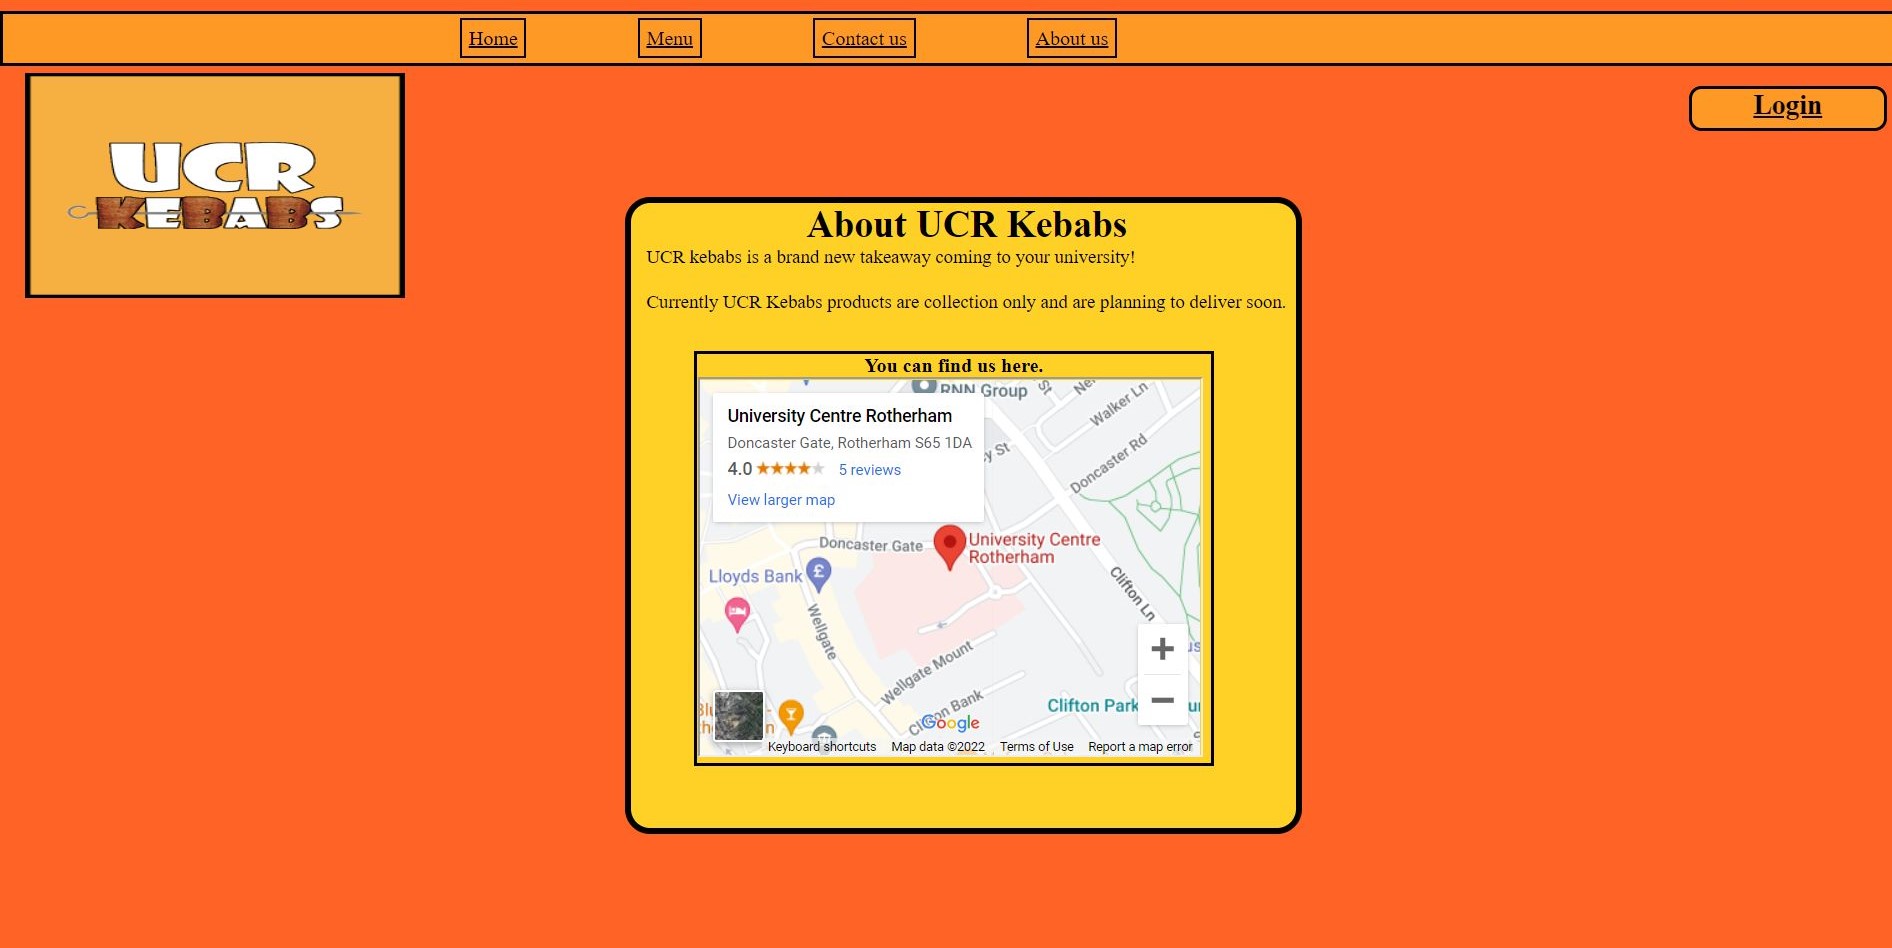 Home Menu Contact us About us
Login
UCR
KEBABS
About UCR Kebabs
UCR kebabs is a brand new takeaway coming to your university!
Currently UCR Kebabs products are collection only and are planning to deliver soon.
You can find us here.
RNN Group
St
Walker Ln
University Centre Rotherham
Doncaster Gate, Rotherham S65 1DA
4.0 5 reviews
View larger map
Doncaster Rd
Doncaster Gate
University Centre
Rotherham
Lloyds Bank
Clifton Ln
Wellgate
Wellgate Mount
Clifton Park
Google
Keyboard shortcuts Map data ©2022 Terms of Use Report a map error